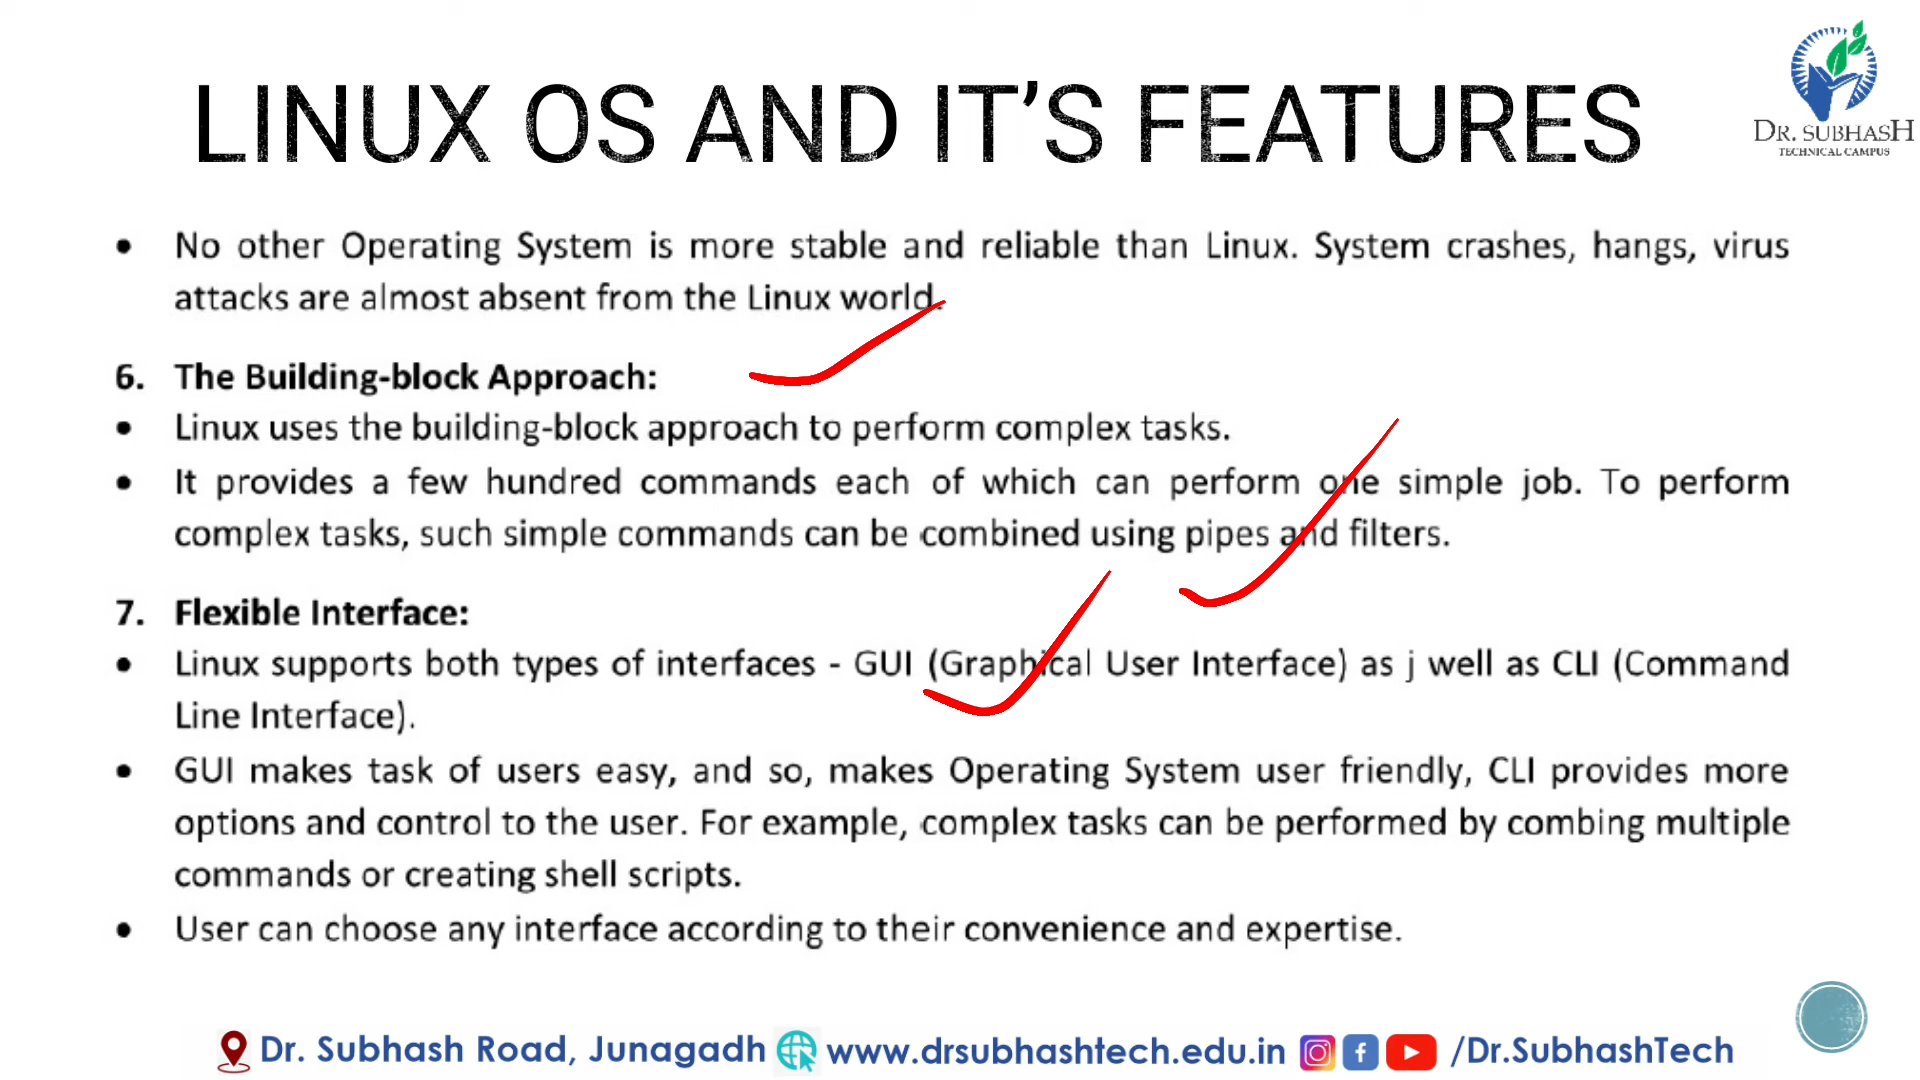 LINUX OS AND IT'S FEATURES
DR. SUBHASH
TECHNICAL CAMPUS
• No other Operating System is more stable and reliable than Linux. System crashes, hangs, virus
attacks are almost absent from the Linux world.
6. The Building-block Approach:
• Linux uses the building-block approach to perform complex tasks.
• It provides a few hundred commands each of which can perform one simple job. To perform
complex tasks, such simple commands can be combined using pipes and filters.
7. Flexible Interface:
• Linux supports both types of interfaces - GUI (Graphical User Interface) as j well as CLI (Command
Line Interface).
• GUI makes task of users easy, and so, makes Operating System user friendly, CLI provides more
options and control to the user. For example, complex tasks can be performed by combing multiple
commands or creating shell scripts.
• User can choose any interface according to their convenience and expertise.
Dr. Subhash Road, Junagadh www.drsubhashtech.edu.in /Dr.SubhashTech